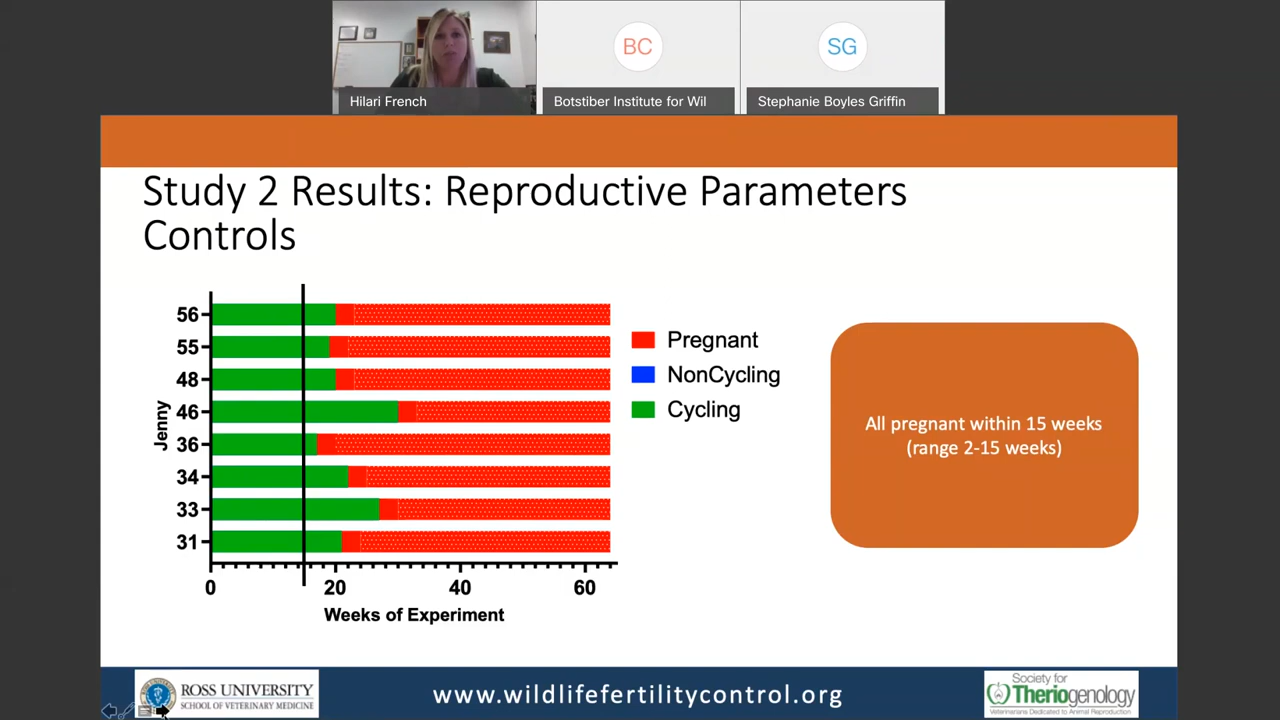 BC
SG
Hilari French
Botstiber Institute for Wil
Stephanie Boyles Griffin
Study 2 Results: Reproductive Parameters
Controls
56
55
48
46
36
34
33
31
Jenny
0
20
40
60
Weeks of Experiment
Pregnant
NonCycling
Cycling
All pregnant within 15 weeks
(range 2-15 weeks)
ROSS UNIVERSITY
SCHOOL OF VETERINARY MEDICINE
www.wildlifefertilitycontrol.org
Society for
Theriogenology
Veterinarians Dedicated to Animal Reproduction